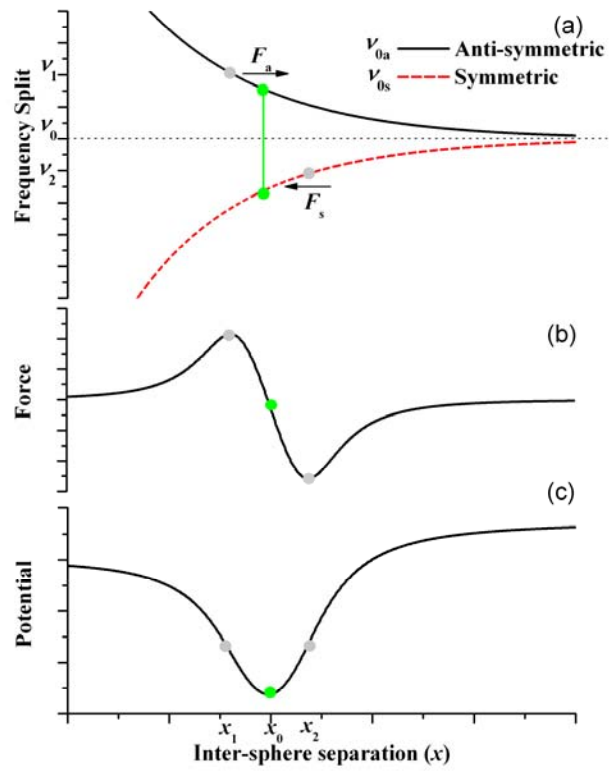 (a)
ν0a Anti-symmetric
ν0s Symmetric
Fa
Fs
ν1
ν0
ν2
Frequency Split
(b)
Force
(c)
Potential
x1 x0 x2
Inter-sphere separation (x)